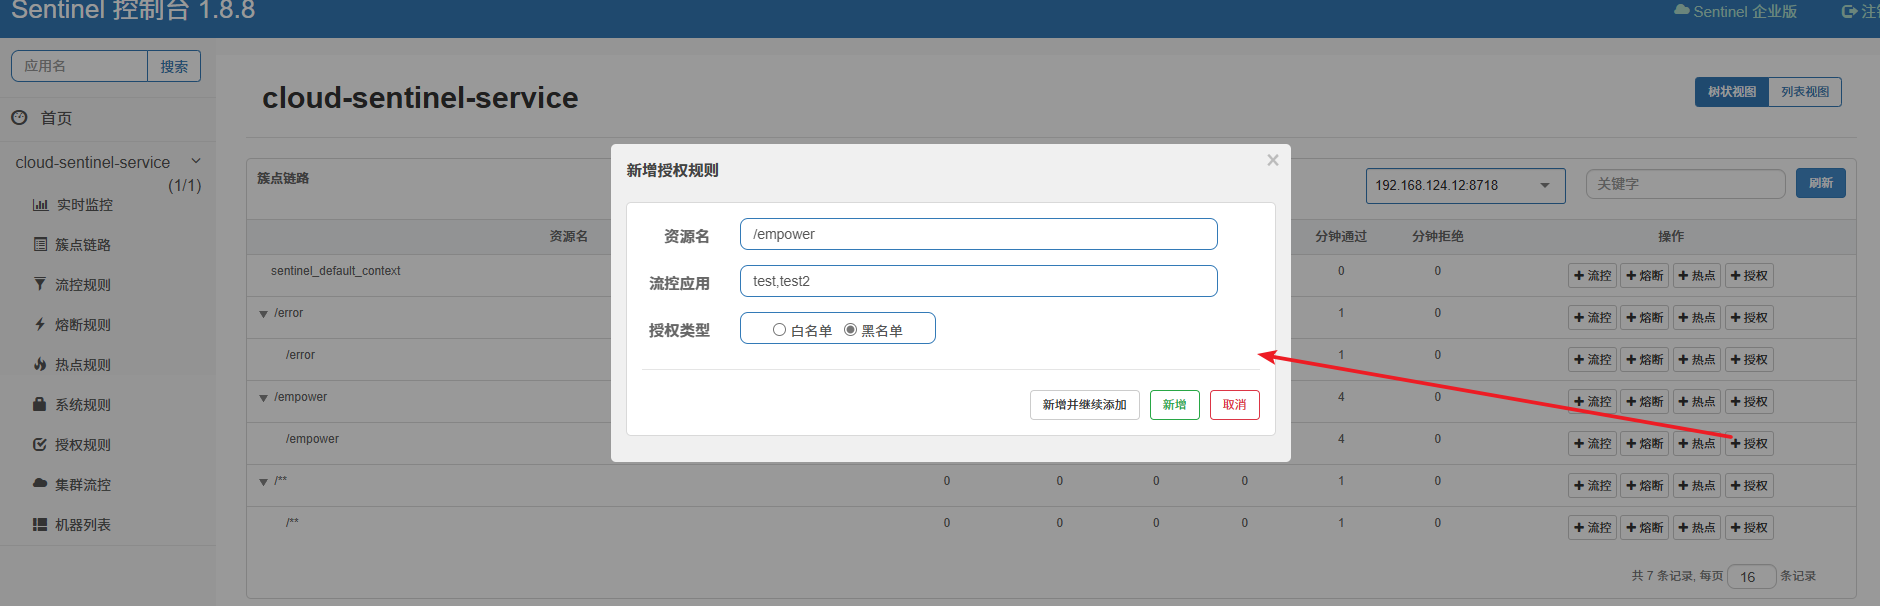 Sentinel 控制台 1.8.8
Sentinel 企业版
应用名
搜索
首页
cloud-sentinel-service
(1/1)
实时监控
簇点链路
流控规则
熔断规则
热点规则
系统规则
授权规则
集群流控
机器列表
cloud-sentinel-service
树状视图 列表视图
簇点链路
192.168.124.12:8718
关键字
刷新
资源名 分钟通过 分钟拒绝 操作
sentinel_default_context 0 0 流控 熔断 热点 授权
/error 1 0 流控 熔断 热点 授权
/error 1 0 流控 熔断 热点 授权
/empower 4 0 流控 熔断 热点 授权
/empower 4 0 流控 熔断 热点 授权
/** 0 0 0 0 1 0 流控 熔断 热点 授权
/** 0 0 0 0 1 0 流控 熔断 热点 授权
共 7 条记录, 每页 16 条记录
新增授权规则
×
资源名 /empower
流控应用 test,test2
授权类型 白名单 黑名单
新增并继续添加 新增 取消